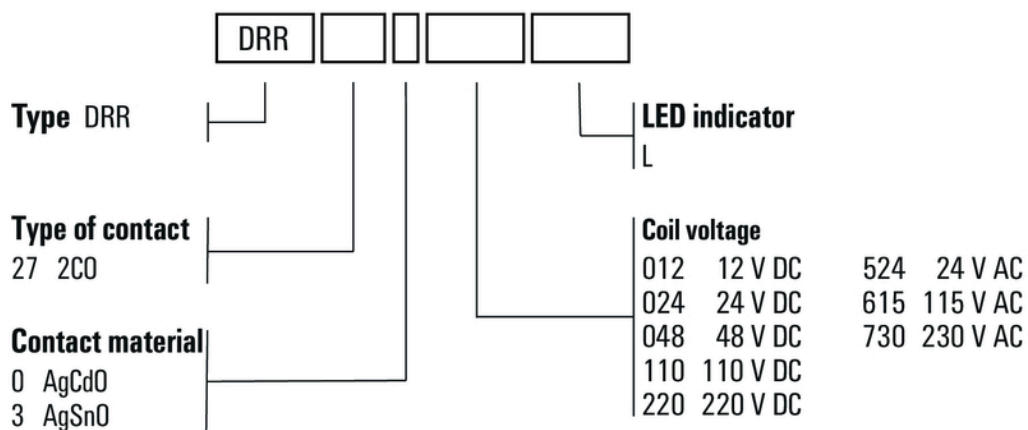 DRR
Type DRR
Type of contact
27 2CO
Contact material
0 AgCdO
3 AgSnO
LED indicator
L
Coil voltage
012 12 V DC 524 24 V AC
024 24 V DC 615 115 V AC
048 48 V DC 730 230 V AC
110 110 V DC
220 220 V DC